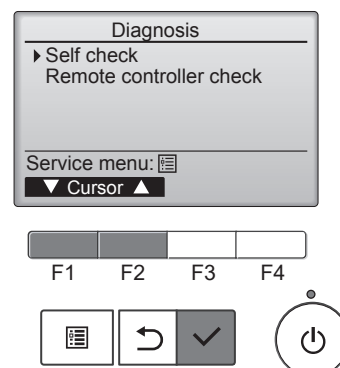 Diagnosis
Self check
Remote controller check
Service menu:
▼ Cursor ▲
F1 F2 F3 F4